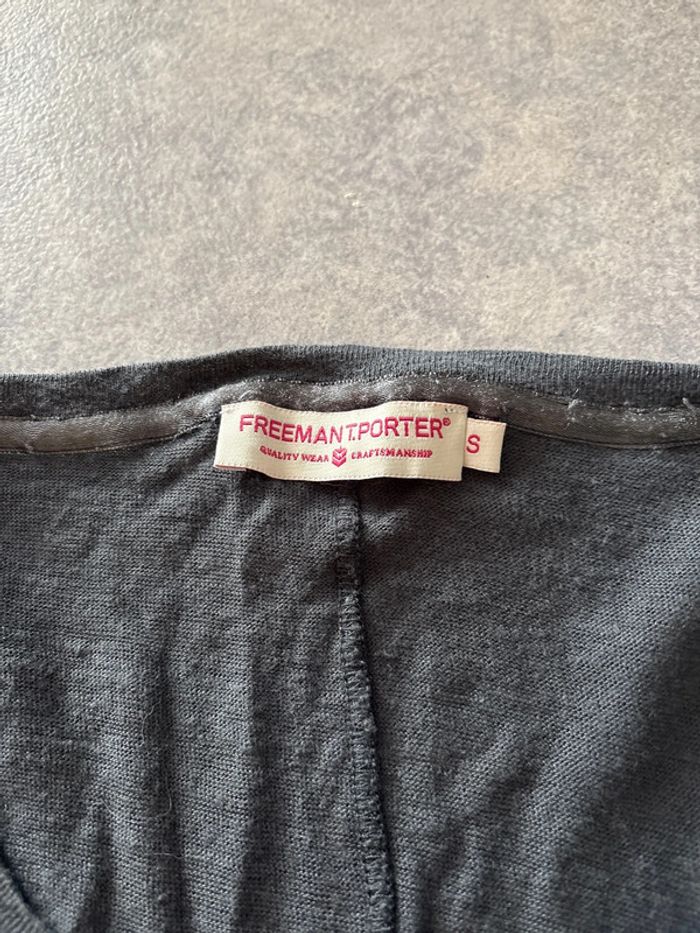 FREEMAN T. PORTER® S
QUALITY WEAR CRAFTSMANSHIP